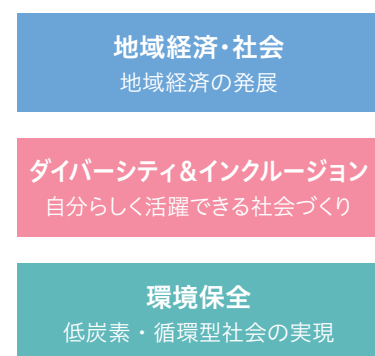 地域経済・社会
地域経済の発展
ダイバーシティ&インクルージョン
自分らしく活躍できる社会づくり
環境保全
低炭素・循環型社会の実現